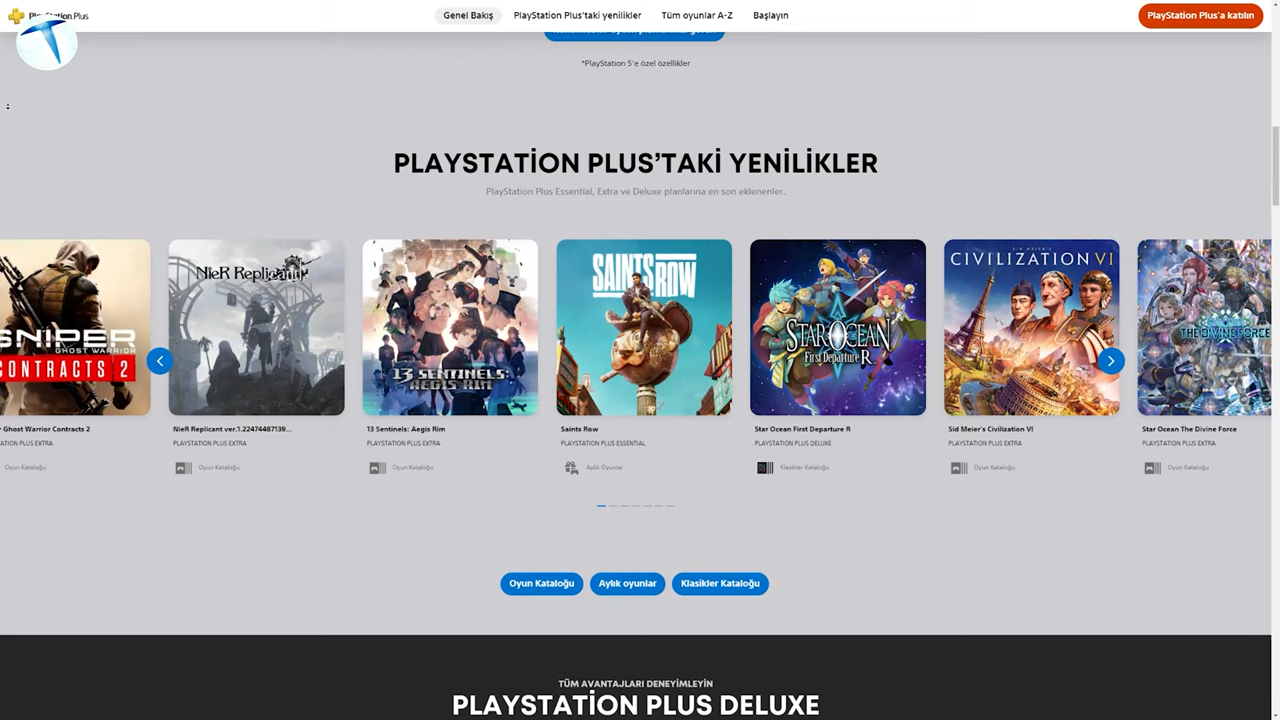 PlayStation Plus
Genel Bakış
PlayStation Plus'taki yenilikler
Tüm oyunlar A-Z
Başlayın
PlayStation Plus'a katılın
*PlayStation 5'e özel özellikler
PLAYSTATİON PLUS'TAKİ YENİLİKLER
PlayStation Plus Essential, Extra ve Deluxe planlarına en son eklenenler.
SNIPER
GHOST WARRIOR
CONTRACTS 2
NieR Replicant
13 SENTINELS:
AEGIS RIM
SAINTS ROW
STAR OCEAN
First Departure R
SID MEIER'S
CIVILIZATION VI
THE DIVINE FORCE
Ghost Warrior Contracts 2
PLUS EXTRA
Oyun Kataloğu
NieR Replicant ver.1.22474487139...
PLAYSTATION PLUS EXTRA
Oyun Kataloğu
13 Sentinels: Aegis Rim
PLAYSTATION PLUS EXTRA
Oyun Kataloğu
Saints Row
PLAYSTATION PLUS ESSENTIAL
Aylık Oyunlar
Star Ocean First Departure R
PLAYSTATION PLUS DELUXE
Klasikler Kataloğu
Sid Meier's Civilization VI
PLAYSTATION PLUS EXTRA
Oyun Kataloğu
Star Ocean The Divine Force
PLAYSTATION PLUS EXTRA
Oyun Kataloğu
Oyun Kataloğu
Aylık oyunlar
Klasikler Kataloğu
TÜM AVANTAJLARI DENEYİMLEYİN
PLAYSTATİON PLUS DELUXE